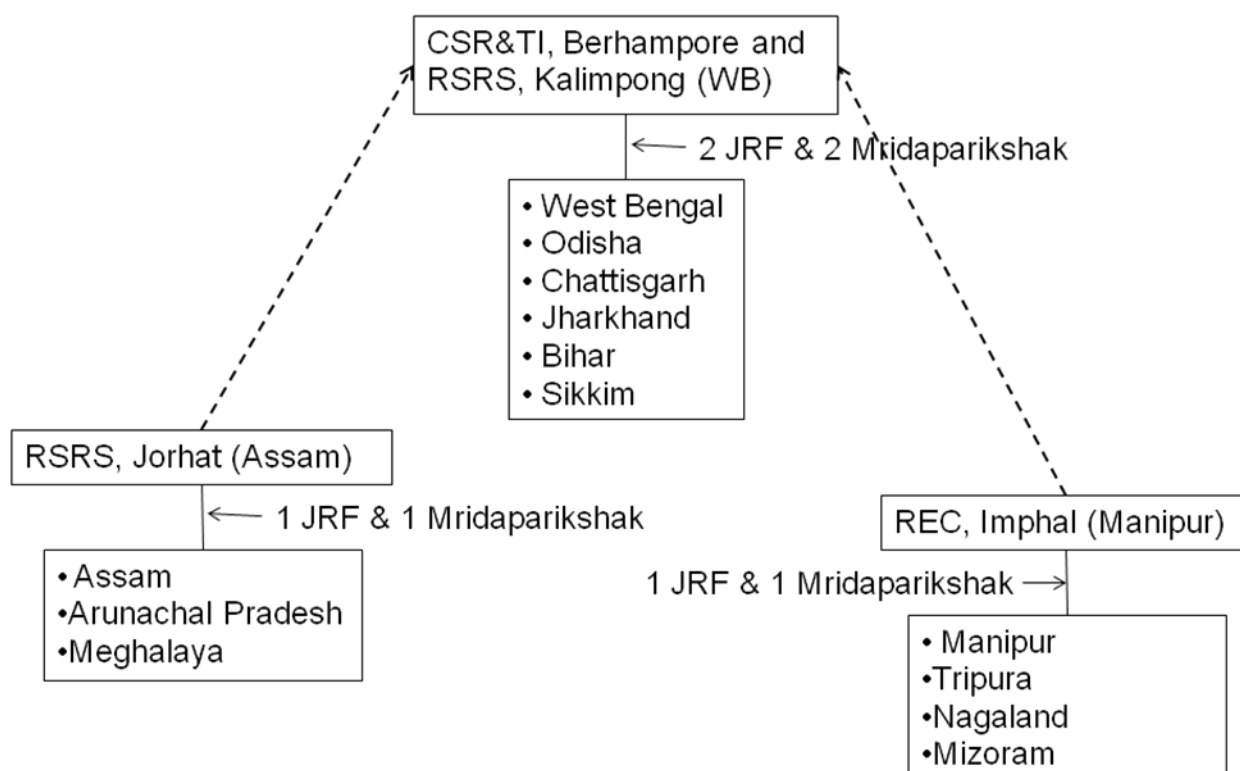 CSR&TI, Berhampore and
RSRS, Kalimpong (WB)
2 JRF & 2 Mridaparikshak
• West Bengal
• Odisha
• Chattisgarh
• Jharkhand
• Bihar
• Sikkim
RSRS, Jorhat (Assam)
1 JRF & 1 Mridaparikshak
• Assam
•Arunachal Pradesh
•Meghalaya
REC, Imphal (Manipur)
1 JRF & 1 Mridaparikshak
• Manipur
•Tripura
•Nagaland
•Mizoram